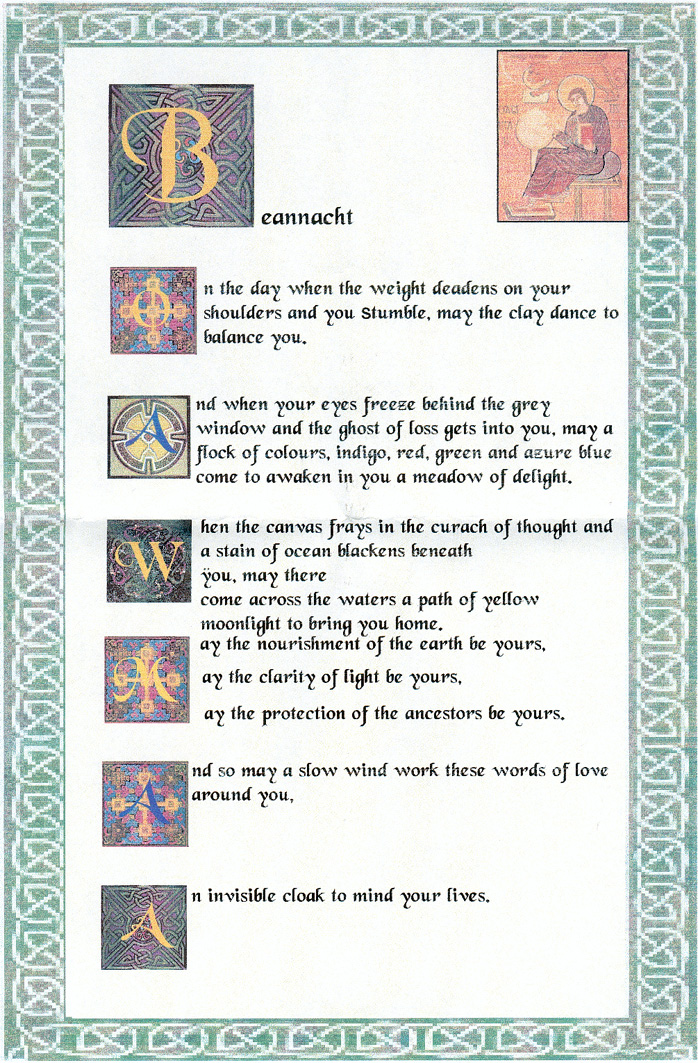 Beannacht
On the day when the weight deadens on your
shoulders and you Stumble, may the clay dance to
balance you.
And when your eyes freeze behind the grey
window and the ghost of loss gets into you, may a
flock of colours, indigo, red, green and azure blue
come to awaken in you a meadow of delight.
When the canvas frays in the curach of thought and
a stain of ocean blackens beneath
you, may there
come across the waters a path of yellow
moonlight to bring you home.
May the nourishment of the earth be yours,
ay the clarity of light be yours,
ay the protection of the ancestors be yours.
And so may a slow wind work these words of love
around you,
An invisible cloak to mind your lives.